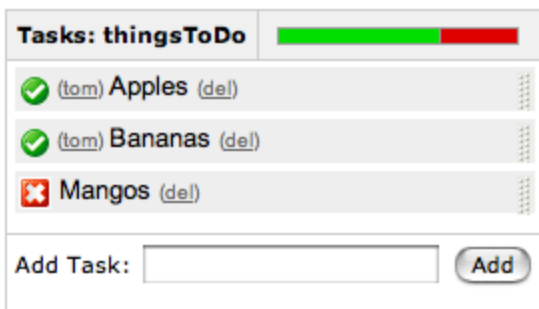 Tasks: thingsToDo
(tom) Apples (del)
(tom) Bananas (del)
Mangos (del)
Add Task: Add